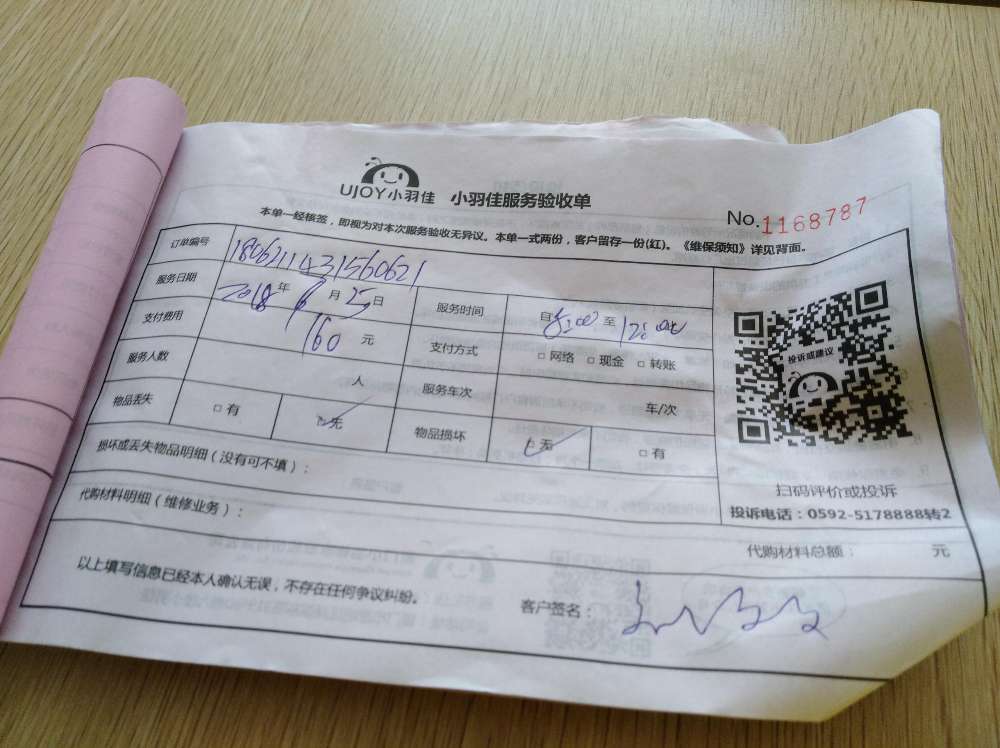 UJOY小羽佳 小羽佳服务验收单
No.1168787
本单一经核签，即视为对本次服务验收无异议。本单一式两份，客户留存一份(红)。《维保须知》详见背面。
订单编号 1806211431560621
服务日期 2018年6月25日 服务时间 自8:00至12:00
支付费用 160元 支付方式 □网络 □现金 □转账
服务人数 人 服务车次 车/次
物品丢失 □有 无 物品损坏 无 □有
投诉或建议
扫码评价或投诉
投诉电话：0592-5178888转2
损坏或丢失物品明细（没有可不填）：
代购材料明细（维修业务）：
代购材料总额： 元
以上填写信息已经本人确认无误，不存在任何争议纠纷。
客户签名：